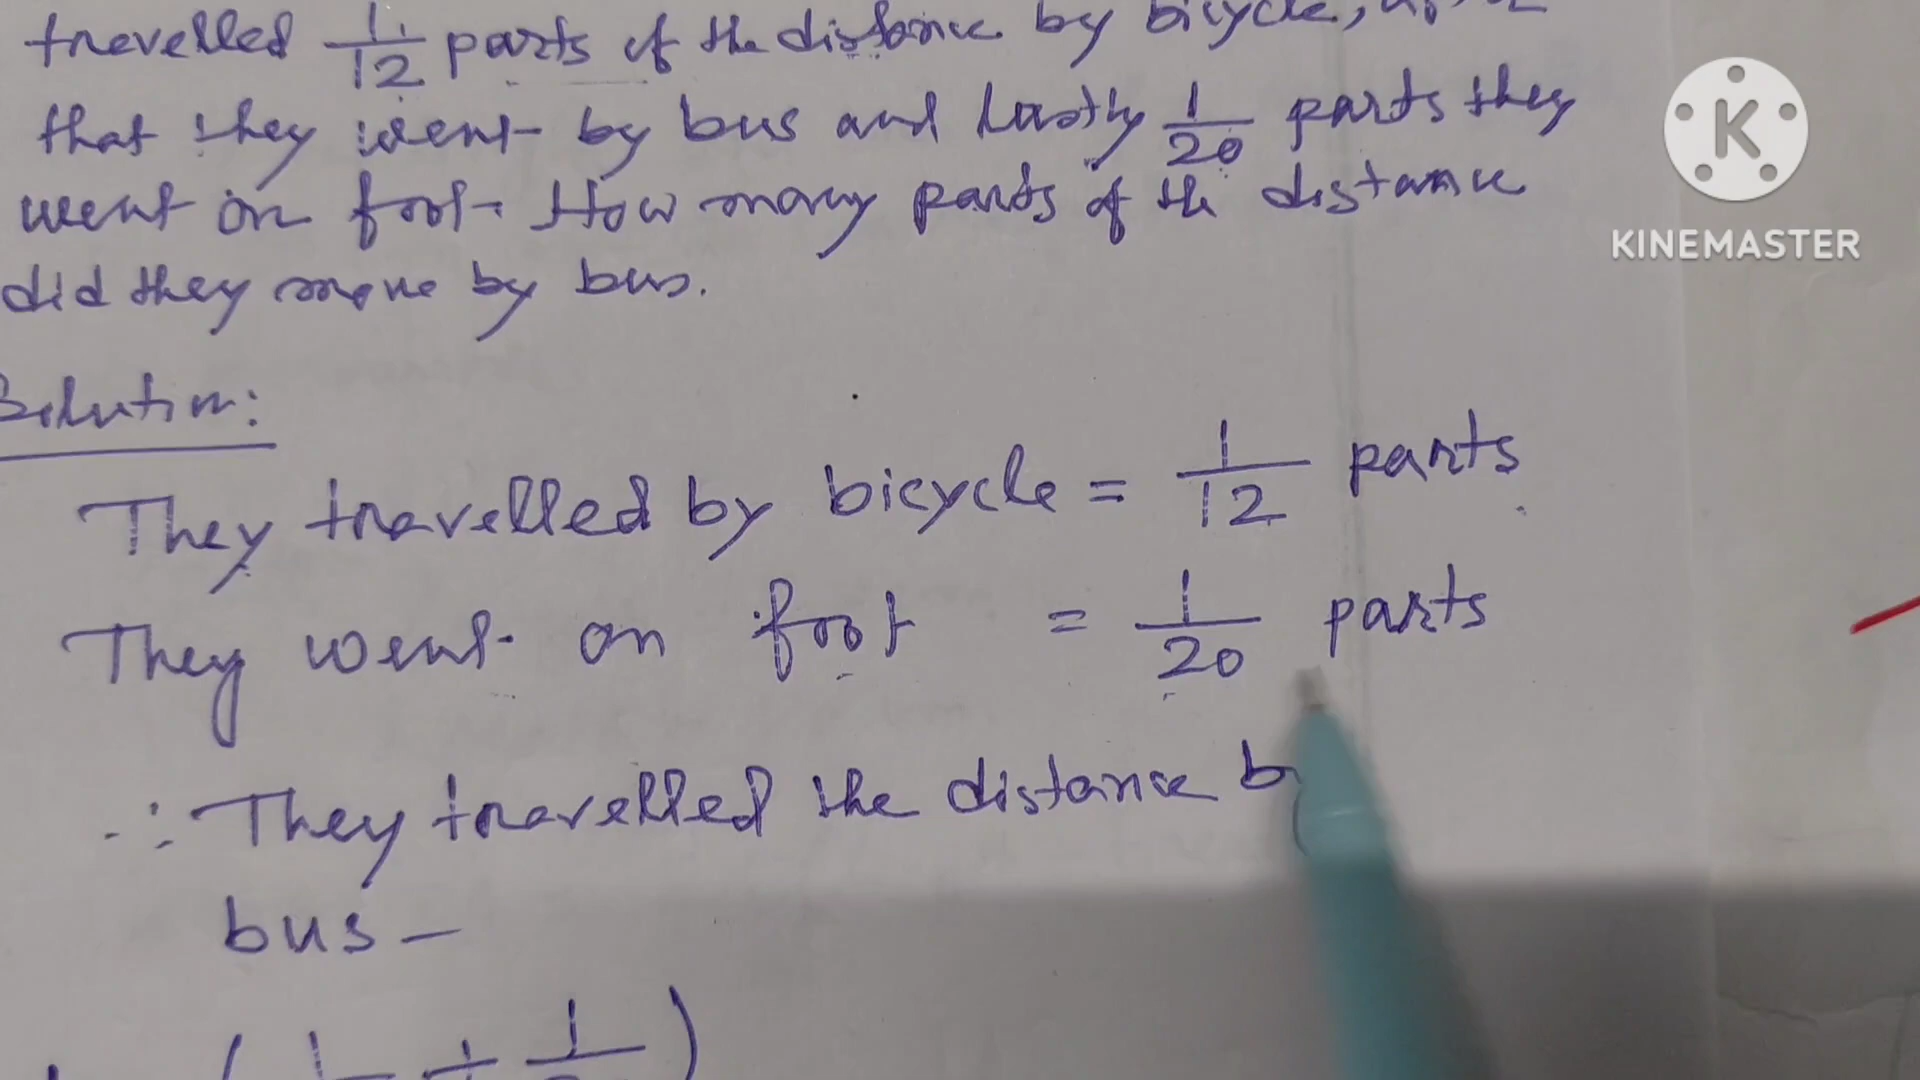 travelled 1/12 parts of the distance by bicycle,
that they went by bus and lastly 1/20 parts they
went on foot. How many parts of the distance
did they move by bus.
Solution:
They travelled by bicycle = 1/12 parts
They went on foot = 1/20 parts
∴ They travelled the distance by
bus —
KINEMASTER